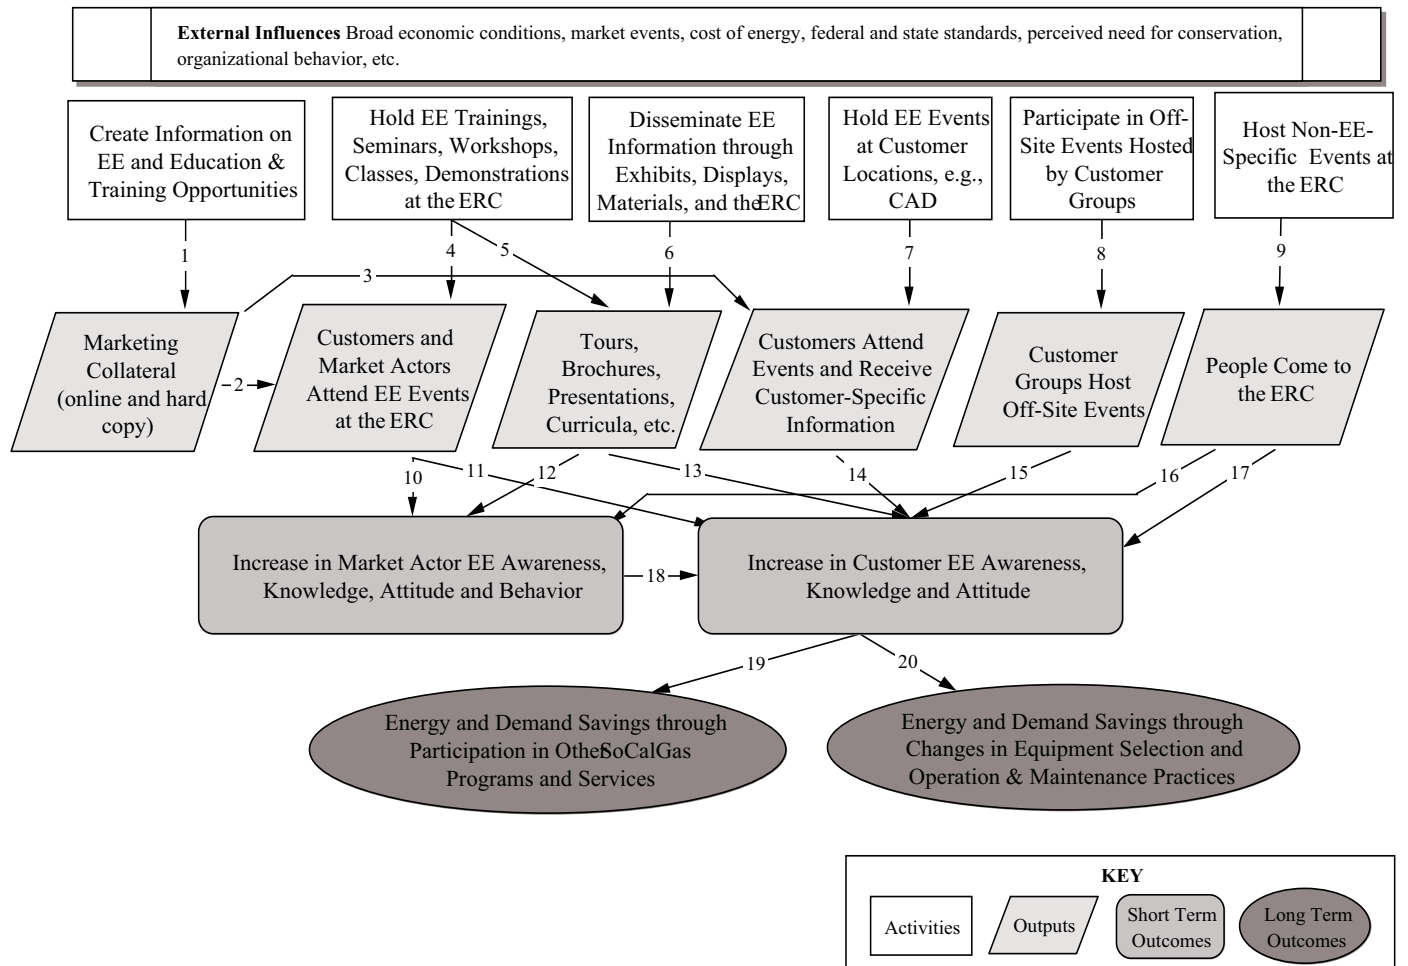 External Influences Broad economic conditions, market events, cost of energy, federal and state standards, perceived need for conservation,
organizational behavior, etc.
Create Information on
EE and Education &
Training Opportunities
Hold EE Trainings,
Seminars, Workshops,
Classes, Demonstrations
at the ERC
Disseminate EE
Information through
Exhibits, Displays,
Materials, and the ERC
Hold EE Events
at Customer
Locations, e.g.,
CAD
Participate in Off-
Site Events Hosted
by Customer
Groups
Host Non-EE-
Specific Events at
the ERC
1
4
5
6
7
8
9
3
Marketing
Collateral
(online and hard
copy)
2
Customers and
Market Actors
Attend EE Events
at the ERC
Tours,
Brochures,
Presentations,
Curricula, etc.
Customers Attend
Events and Receive
Customer-Specific
Information
Customer
Groups Host
Off-Site Events
People Come to
the ERC
10
11
12
13
14
15
16
17
Increase in Market Actor EE Awareness,
Knowledge, Attitude and Behavior
18
Increase in Customer EE Awareness,
Knowledge and Attitude
19
20
Energy and Demand Savings through
Participation in Other SoCalGas
Programs and Services
Energy and Demand Savings through
Changes in Equipment Selection and
Operation & Maintenance Practices
KEY
Activities
Outputs
Short Term
Outcomes
Long Term
Outcomes